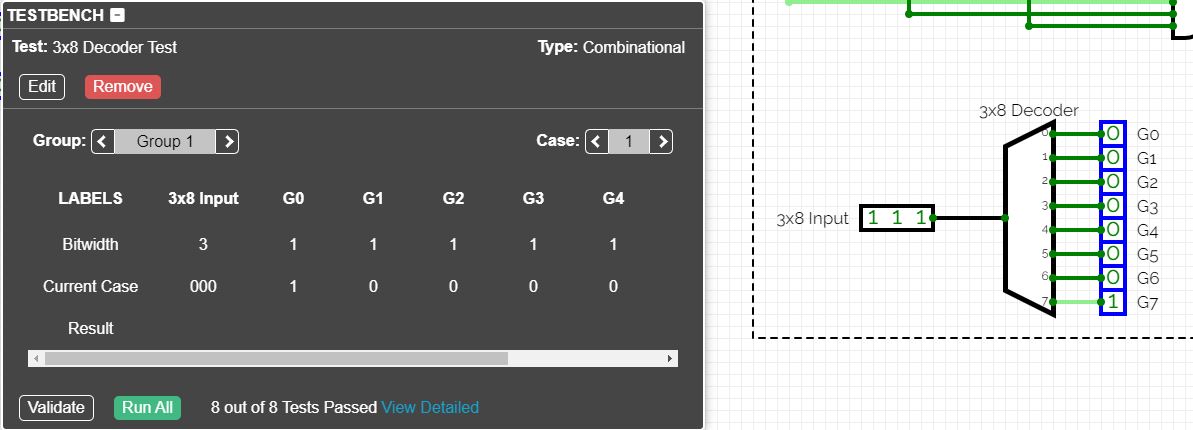 TESTBENCH
Test: 3x8 Decoder Test Type: Combinational
Edit Remove
Group: < Group 1 > Case: < 1 >
LABELS 3x8 Input G0 G1 G2 G3 G4
Bitwidth 3 1 1 1 1 1
Current Case 000 1 0 0 0 0
Result
Validate Run All 8 out of 8 Tests Passed View Detailed
3x8 Decoder
0 0 G0
1 0 G1
2 0 G2
3 0 G3
3x8 Input 1 1 1
4 0 G4
5 0 G5
6 0 G6
7 1 G7